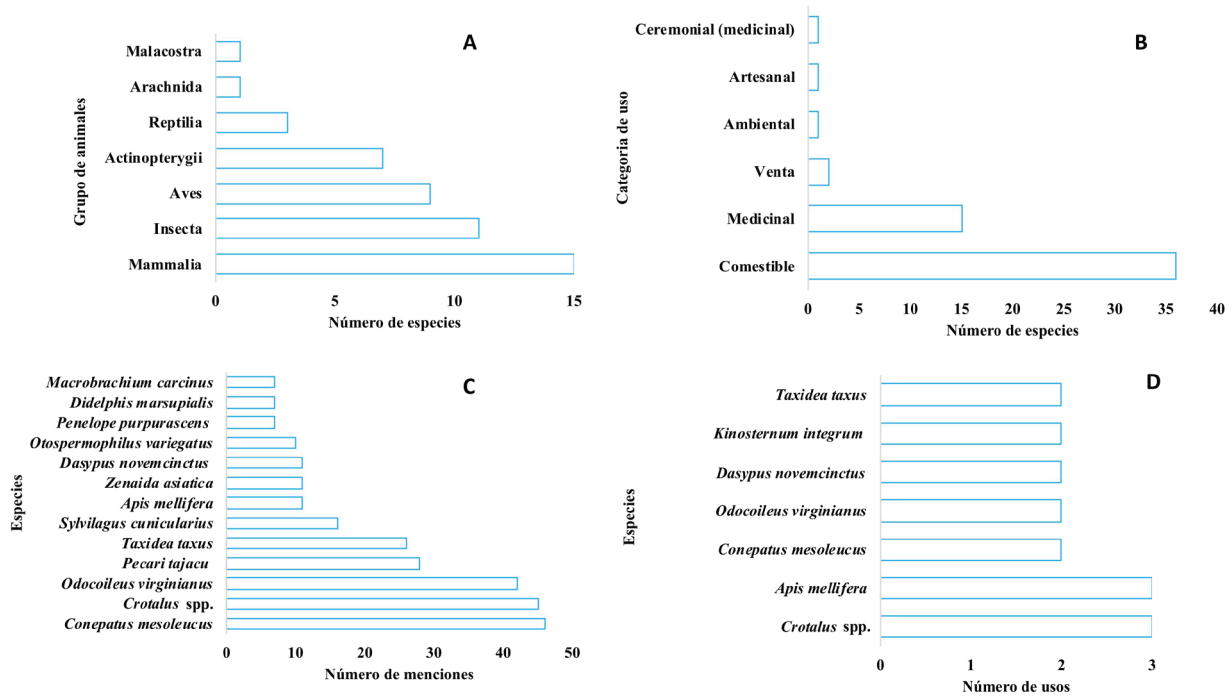 A
Grupo de animales
Malacostra
Arachnida
Reptilia
Actinopterygii
Aves
Insecta
Mammalia
0 5 10 15
Número de especies
B
Categoria de uso
Ceremonial (medicinal)
Artesanal
Ambiental
Venta
Medicinal
Comestible
0 5 10 15 20 25 30 35 40
Número de especies
C
Especies
Macrobrachium carcinus
Didelphis marsupialis
Penelope purpurascens
Otospermophilus variegatus
Dasypus novemcinctus
Zenaida asiatica
Apis mellifera
Sylvilagus cunicularius
Taxidea taxus
Pecari tajacu
Odocoileus virginianus
Crotalus spp.
Conepatus mesoleucus
0 10 20 30 40 50
Número de menciones
D
Especies
Taxidea taxus
Kinosternum integrum
Dasypus novemcinctus
Odocoileus virginianus
Conepatus mesoleucus
Apis mellifera
Crotalus spp.
0 1 2 3
Número de usos